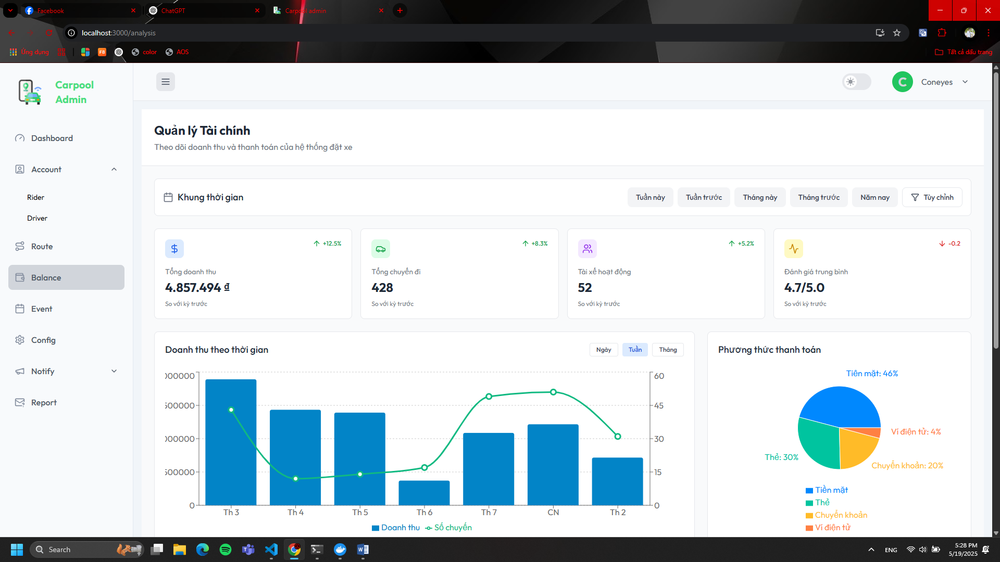 Facebook
ChatGPT
Carpool admin
localhost:3000/analysis
Ứng dụng
F8
color
AOS
Tất cả dấu trang
Carpool
Admin
C
Coneyes
Dashboard
Account
Rider
Driver
Route
Balance
Event
Config
Notify
Report
Quản lý Tài chính
Theo dõi doanh thu và thanh toán của hệ thống đặt xe
Khung thời gian
Tuần này
Tuần trước
Tháng này
Tháng trước
Năm nay
Tùy chỉnh
+12.5%
Tổng doanh thu
4.857.494 ₫
So với kỳ trước
+8.3%
Tổng chuyến đi
428
So với kỳ trước
+5.2%
Tài xế hoạt động
52
So với kỳ trước
-0.2
Đánh giá trung bình
4.7/5.0
So với kỳ trước
Doanh thu theo thời gian
Ngày
Tuần
Tháng
000000 60
500000 45
000000 30
500000 15
0 0
Th 3 Th 4 Th 5 Th 6 Th 7 CN Th 2
Doanh thu Số chuyến
Phương thức thanh toán
Tiền mặt: 46%
Ví điện tử: 4%
Thẻ: 30%
Chuyển khoản: 20%
Tiền mặt
Thẻ
Chuyển khoản
Ví điện tử
Search
ENG
5:28 PM
5/19/2025